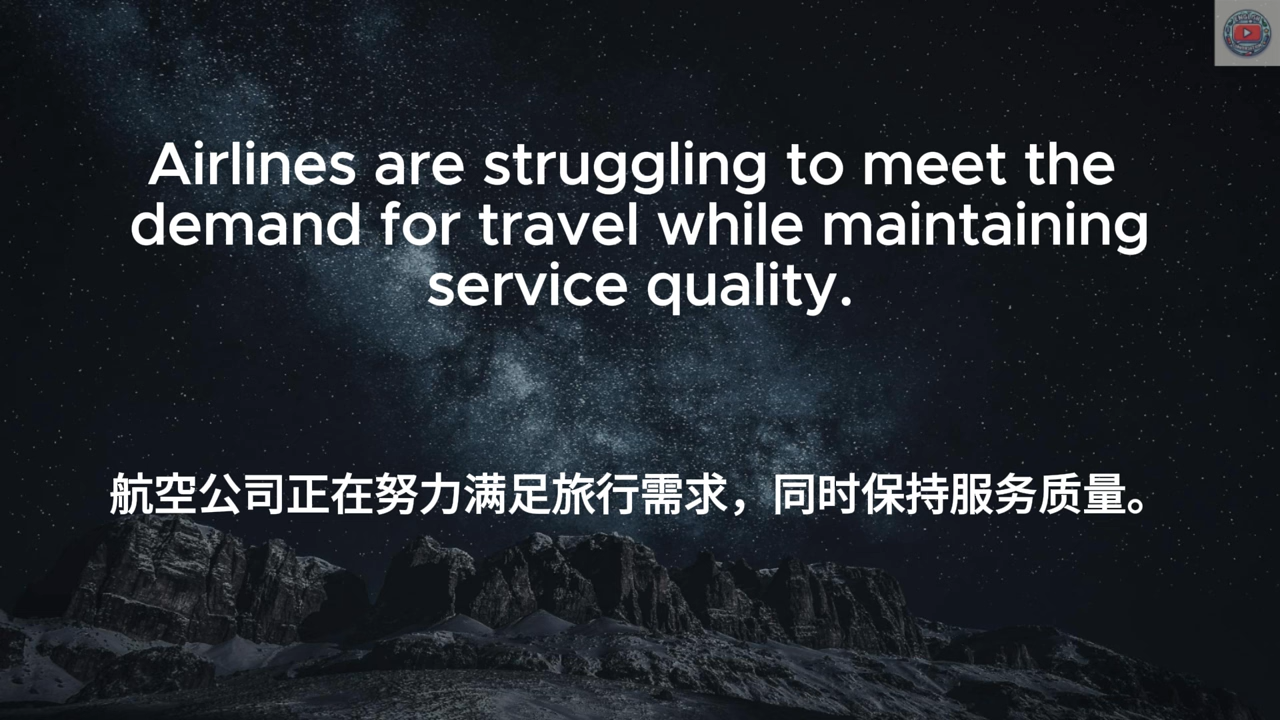 Airlines are struggling to meet the
demand for travel while maintaining
service quality.
航空公司正在努力满足旅行需求，同时保持服务质量。